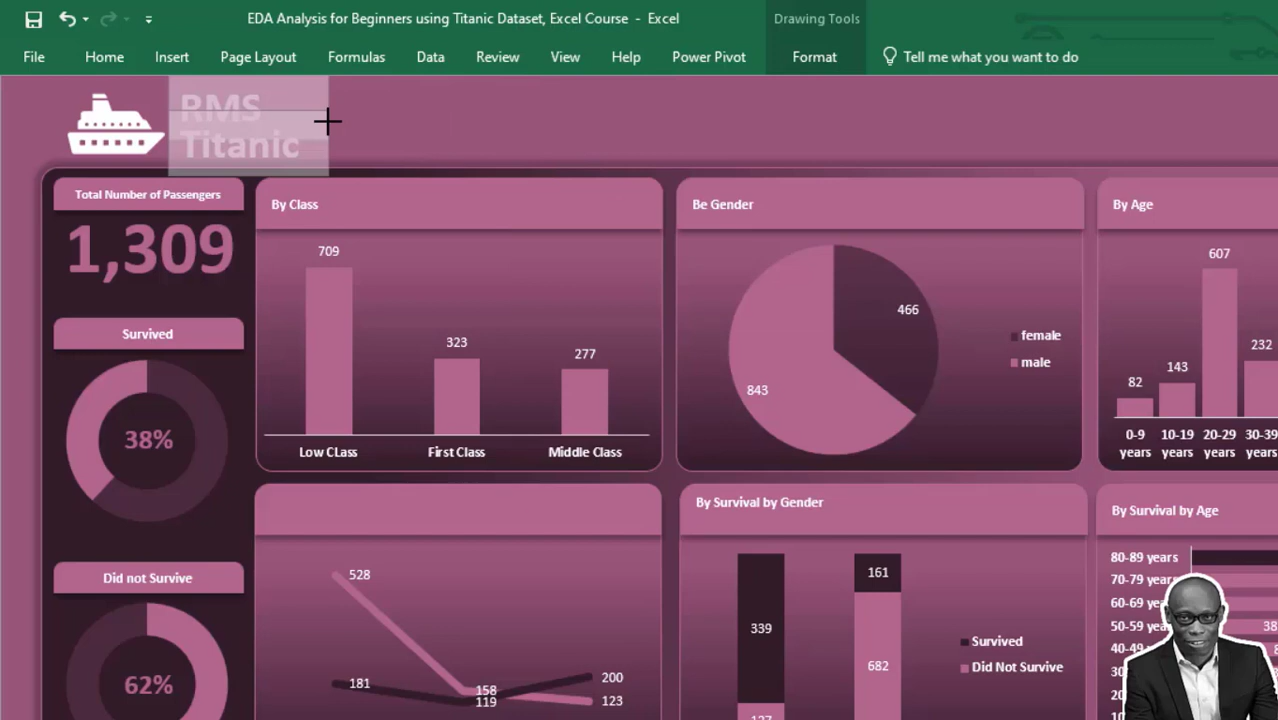 EDA Analysis for Beginners using Titanic Dataset, Excel Course - Excel
Drawing Tools
File Home Insert Page Layout Formulas Data Review View Help Power Pivot Format Tell me what you want to do
RMS
Titanic
Total Number of Passengers
1,309
Survived
38%
Did not Survive
62%
By Class
709
323
277
Low CLass First Class Middle Class
Be Gender
466
843
female
male
By Age
607
232
143
82
0-9 10-19 20-29 30-39
years years years years
528
181
158
119
200
123
By Survival by Gender
161
339
682
127
Survived
Did Not Survive
By Survival by Age
80-89 years
70-79 years
60-69
50-59 years
38
40-49